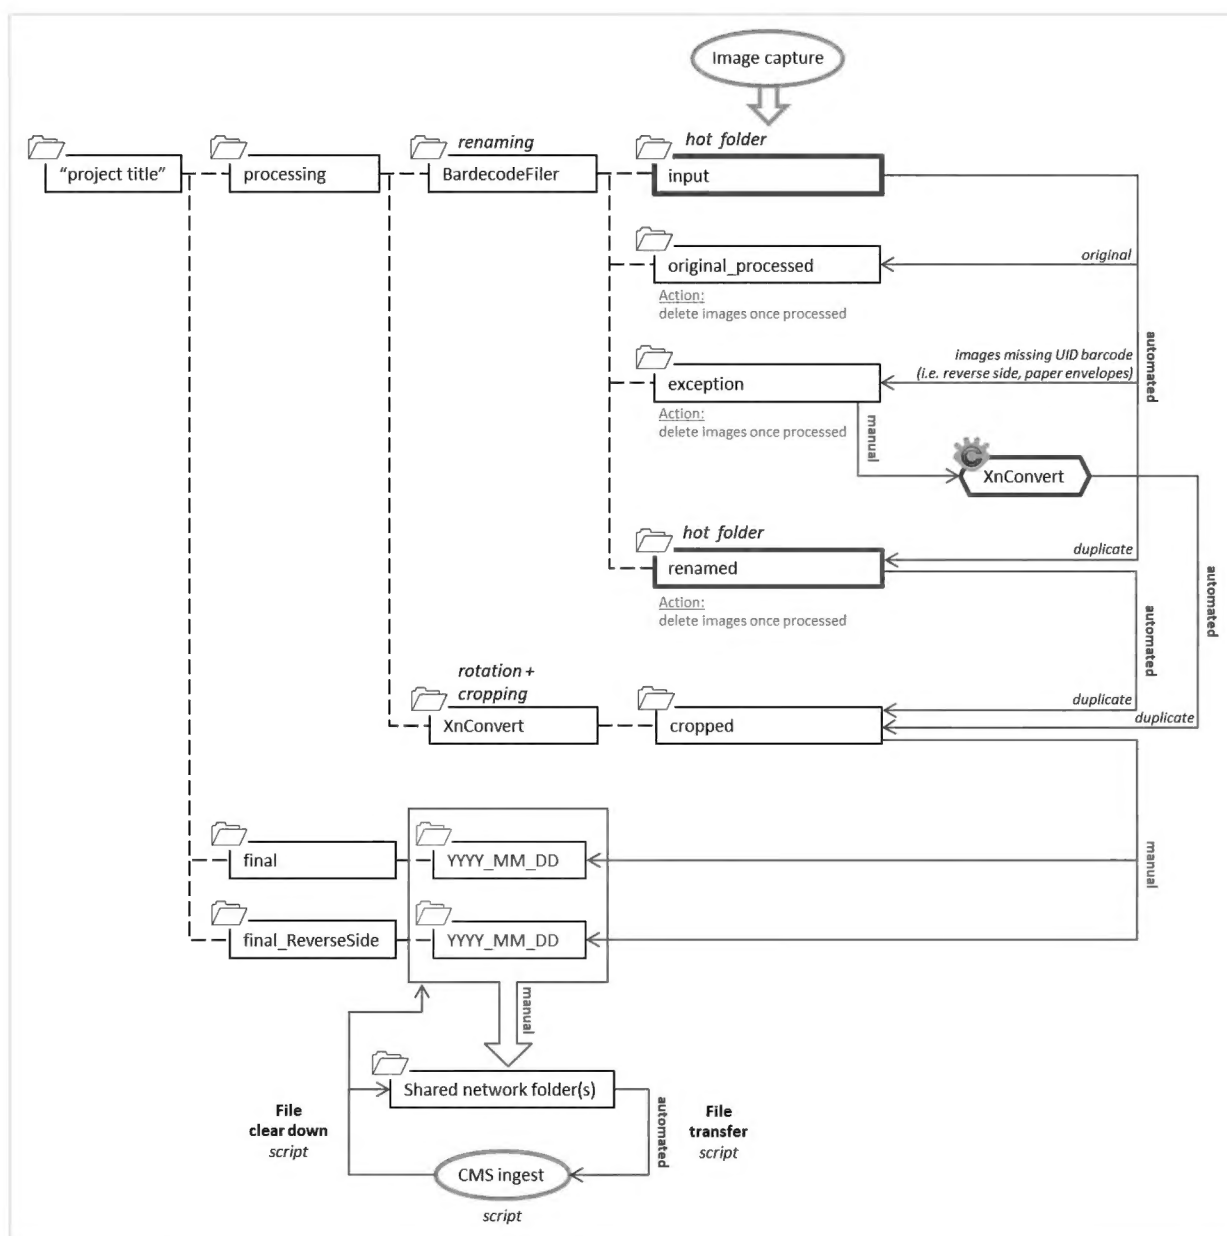 Image capture
renaming
hot folder
"project title"
processing
BardecodeFiler
input
original_processed
original
Action:
delete images once processed
automated
images missing UID barcode
(i.e. reverse side, paper envelopes)
exception
Action:
delete images once processed
manual
C
XnConvert
hot folder
duplicate
renamed
automated
Action:
delete images once processed
automated
rotation +
cropping
duplicate
duplicate
XnConvert
cropped
final
YYYY_MM_DD
manual
final_ReverseSide
YYYY_MM_DD
manual
Shared network folder(s)
File
clear down
script
automated
File
transfer
script
CMS ingest
script